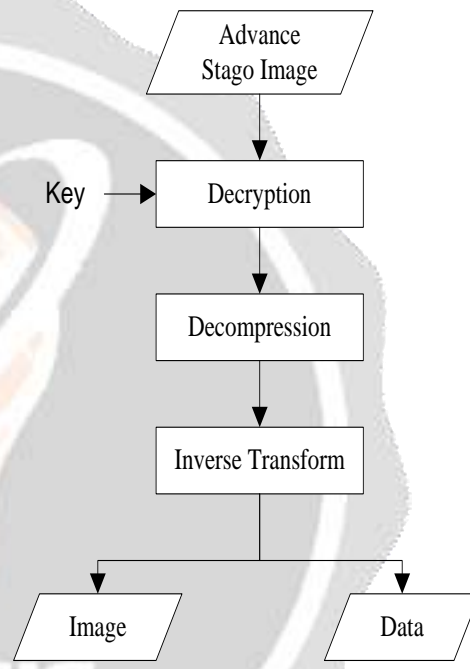 Advance
Stago Image
Key
Decryption
Decompression
Inverse Transform
Image
Data